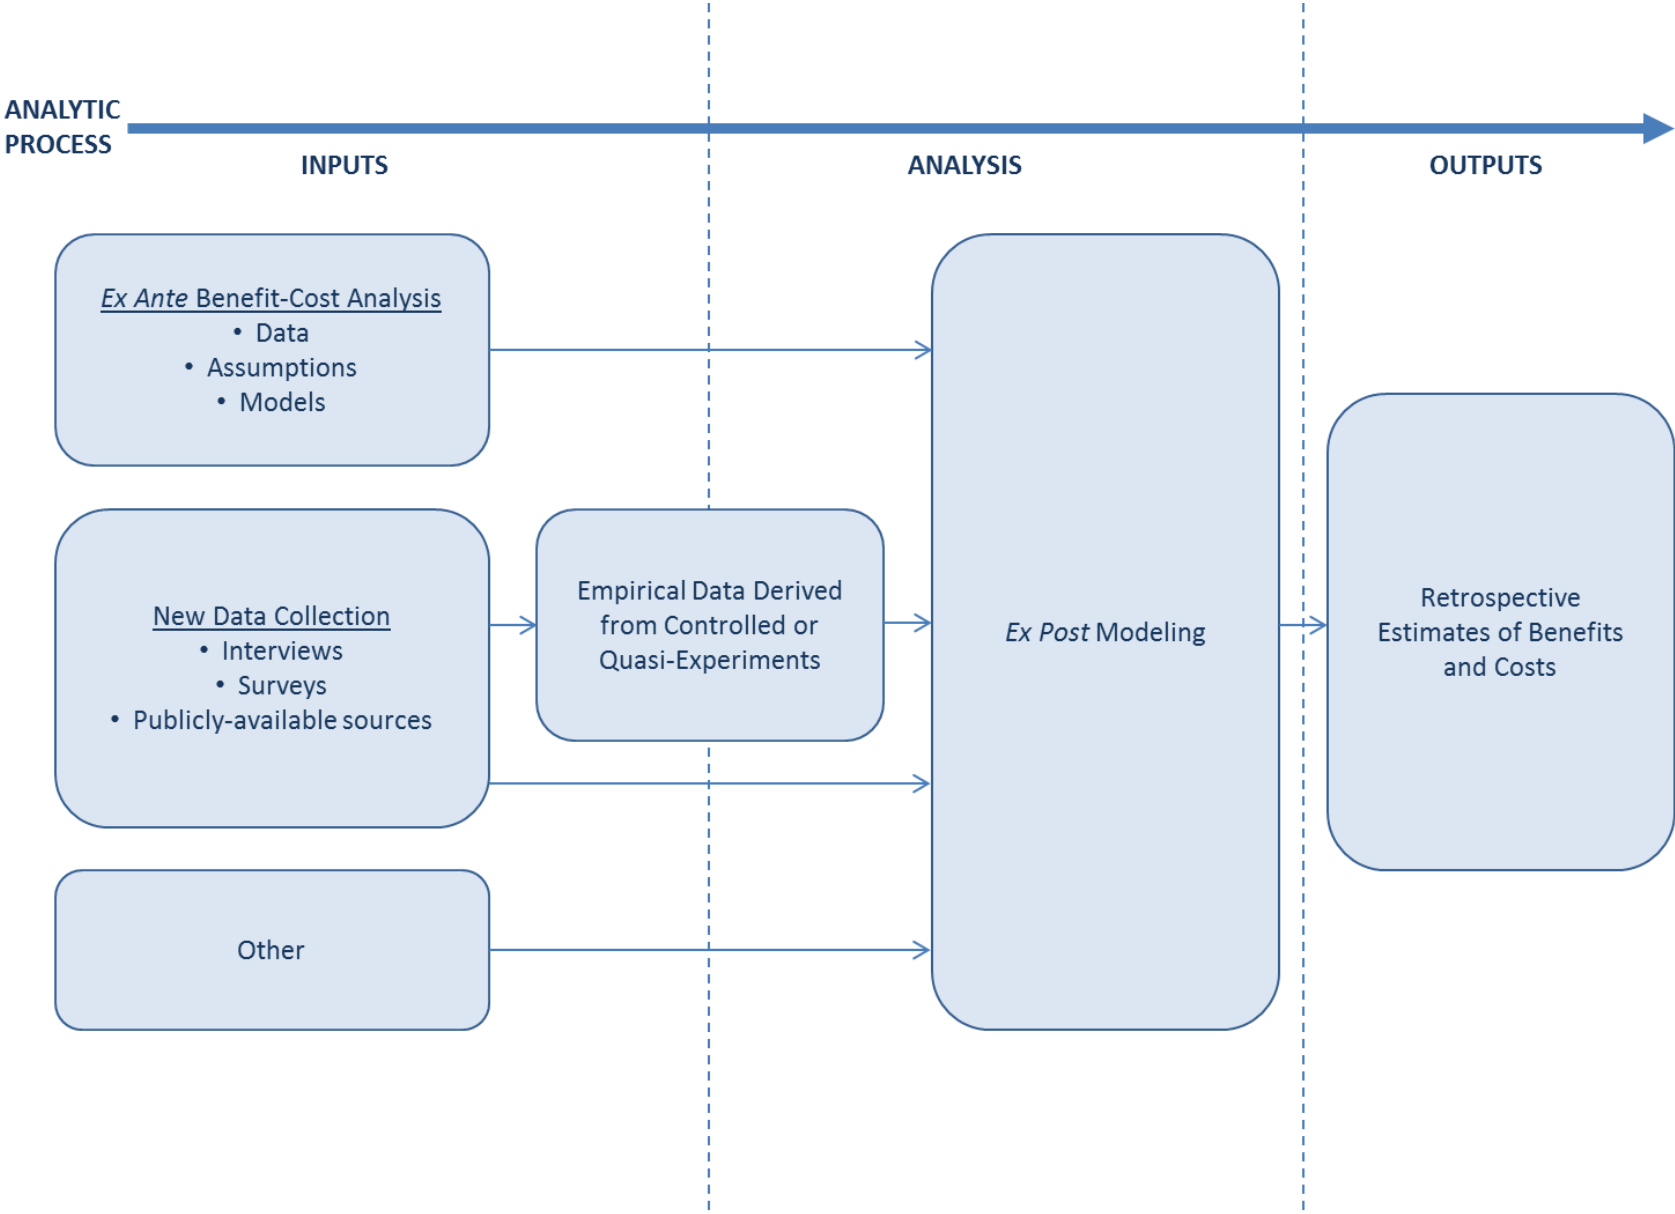 ANALYTIC
PROCESS
INPUTS
ANALYSIS
OUTPUTS
Ex Ante Benefit-Cost Analysis
• Data
• Assumptions
• Models
New Data Collection
• Interviews
• Surveys
• Publicly-available sources
Empirical Data Derived
from Controlled or
Quasi-Experiments
Other
Ex Post Modeling
Retrospective
Estimates of Benefits
and Costs